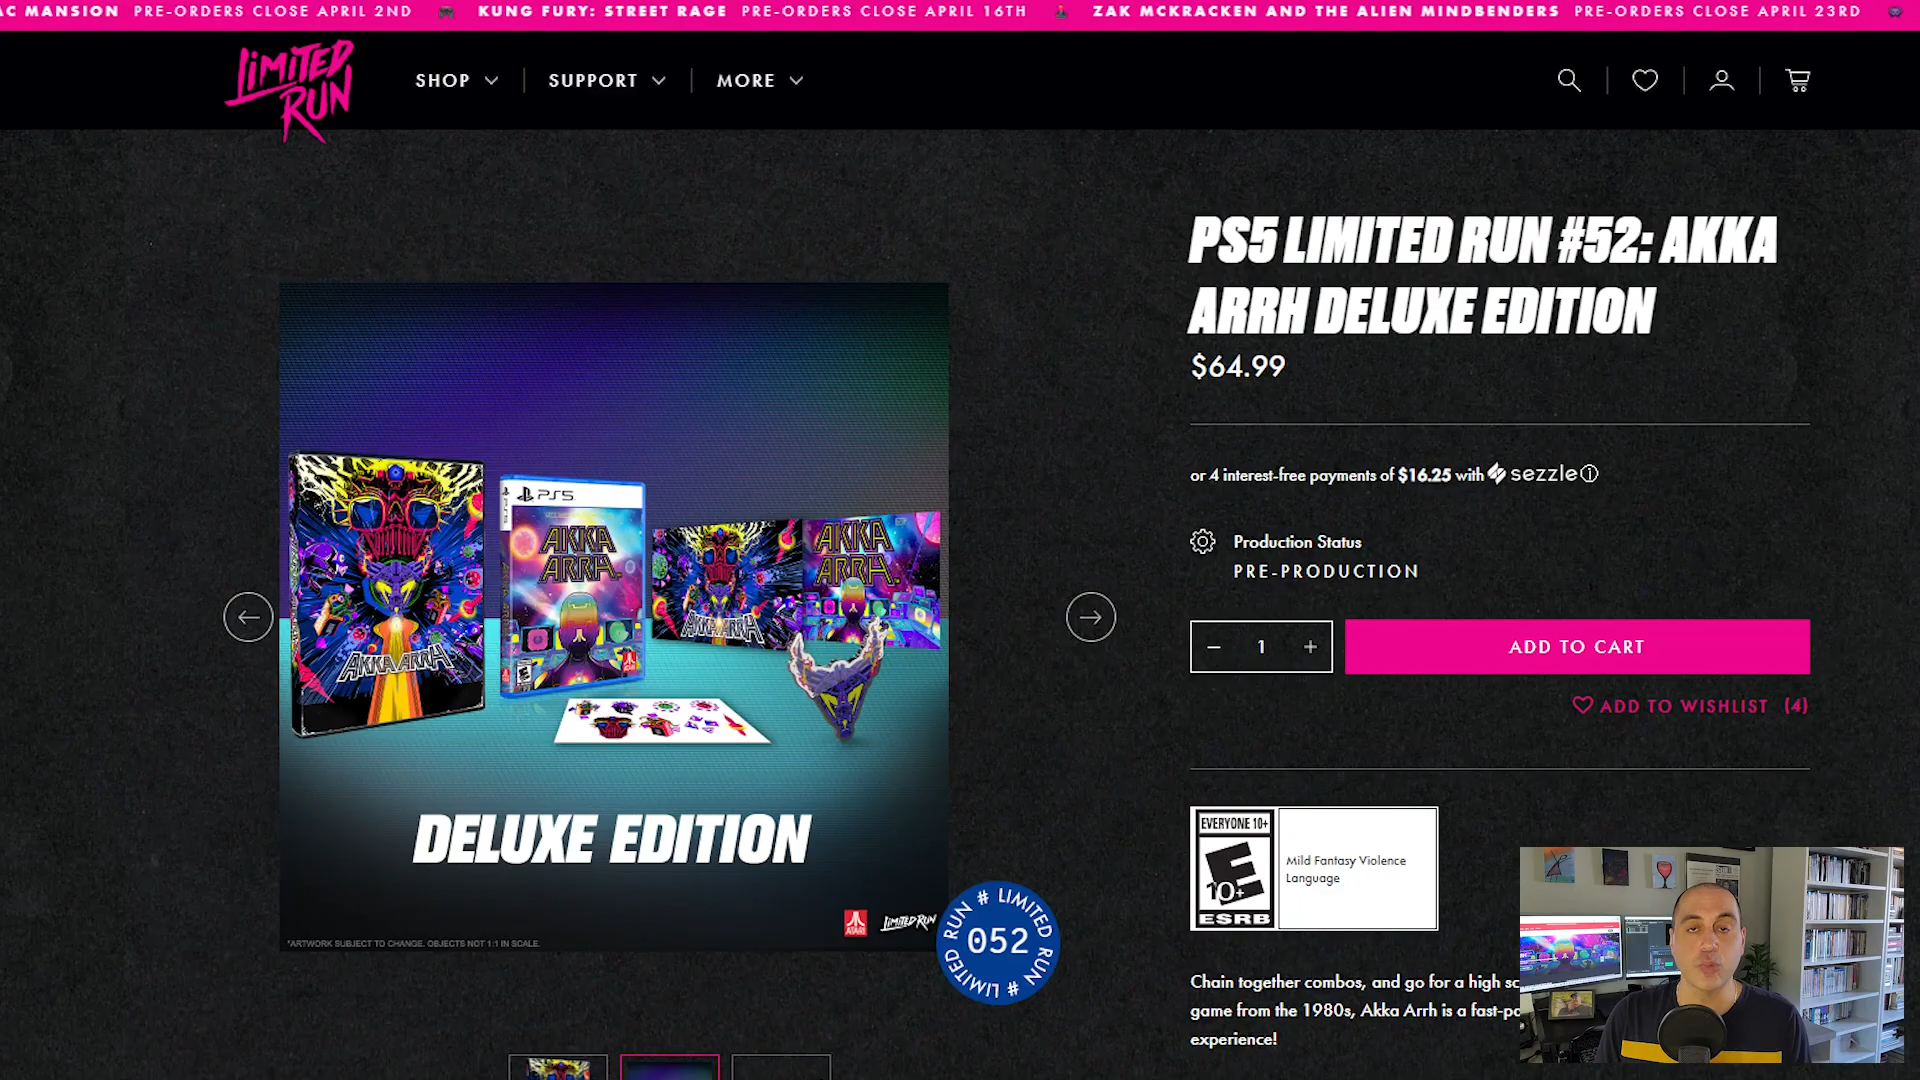 AC MANSION PRE-ORDERS CLOSE APRIL 2ND KUNG FURY: STREET RAGE PRE-ORDERS CLOSE APRIL 16TH ZAK MCKRACKEN AND THE ALIEN MINDBENDERS PRE-ORDERS CLOSE APRIL 23RD
LIMITED RUN
SHOP SUPPORT MORE
PS5 LIMITED RUN #52: AKKA
ARRH DELUXE EDITION
$64.99
or 4 interest-free payments of $16.25 with sezzle
Production Status
PRE-PRODUCTION
1
ADD TO CART
ADD TO WISHLIST (4)
PS5
AKKA
ARRH
AKKA ARRH
AKKA ARRH
AKKA
ARRH
DELUXE EDITION
ATARI
LIMITED RUN
*ARTWORK SUBJECT TO CHANGE. OBJECTS NOT 1:1 IN SCALE.
# LIMITED RUN # LIMITED RUN
052
EVERYONE 10+
E
10+
ESRB
Mild Fantasy Violence
Language
Chain together combos, and go for a high sc
game from the 1980s, Akka Arrh is a fast-pa
experience!